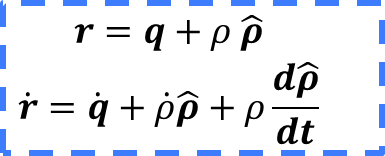 𝒓 = 𝒒 + ρ 𝝆̂
𝒓̇ = 𝒒̇ + ρ̇𝝆̂ + ρ d𝝆̂/dt